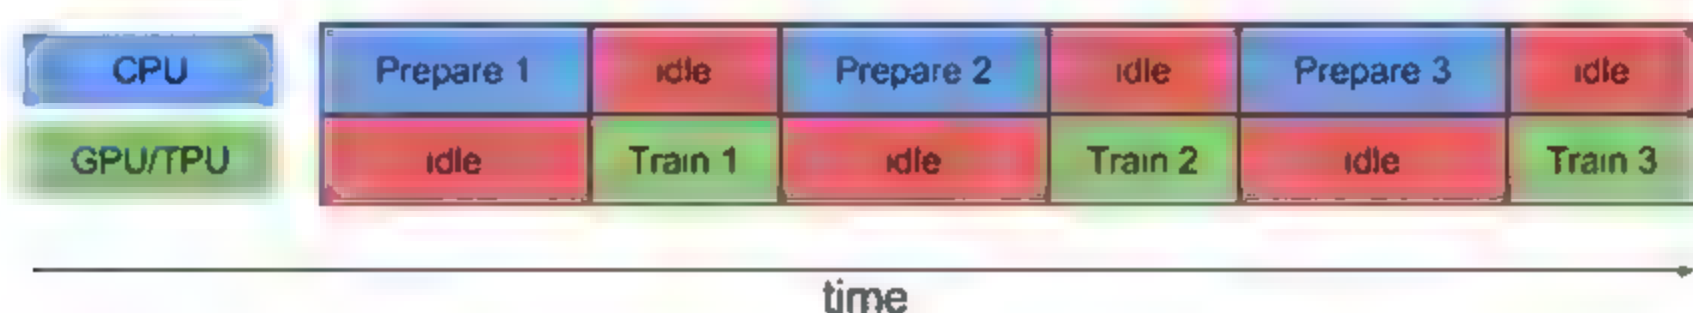 CPU Prepare 1 idle Prepare 2 idle Prepare 3 idle
GPU/TPU idle Train 1 idle Train 2 idle Train 3
time